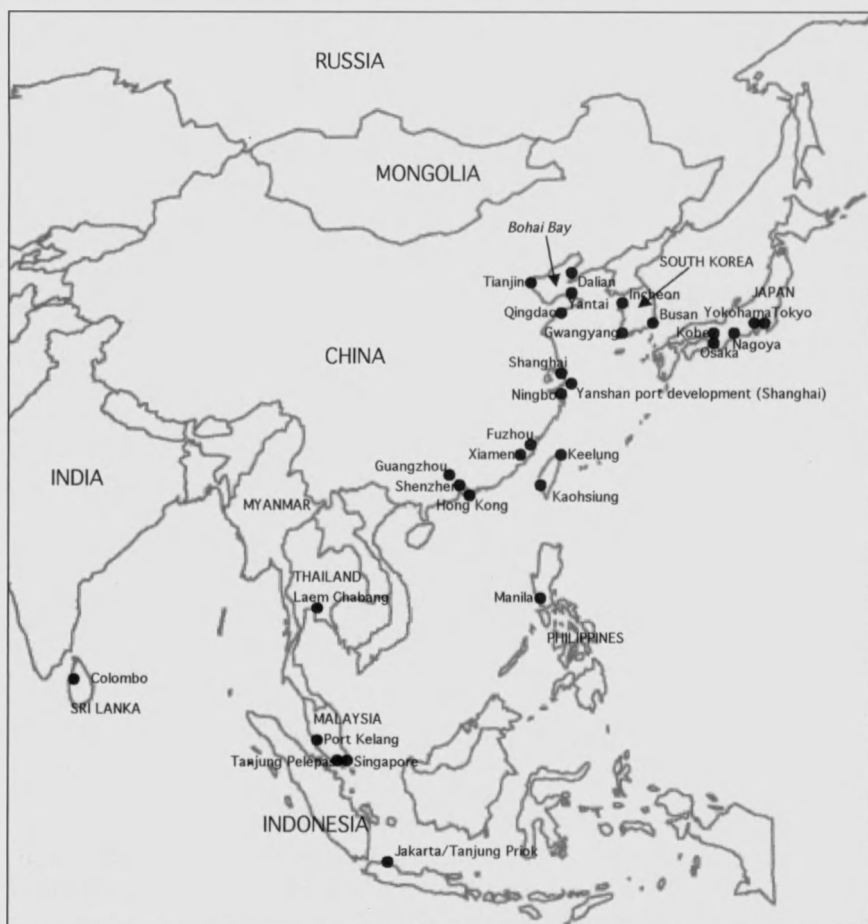 RUSSIA
MONGOLIA
Bohai Bay
SOUTH KOREA
Tianjin
Dalian
Yantai
Incheon
JAPAN
Qingdao
Busan
Yokohama
Tokyo
Gwangyang
Kobe
Osaka
Nagoya
CHINA
Shanghai
Ningbo
Yanshan port development (Shanghai)
Fuzhou
Xiamen
Keelung
Guangzhou
Shenzhen
Hong Kong
Kaohsiung
INDIA
MYANMAR
THAILAND
Laem Chabang
Manila
PHILIPPINES
Colombo
SRI LANKA
MALAYSIA
Port Kelang
Tanjung Pelepas
Singapore
INDONESIA
Jakarta/Tanjung Priok